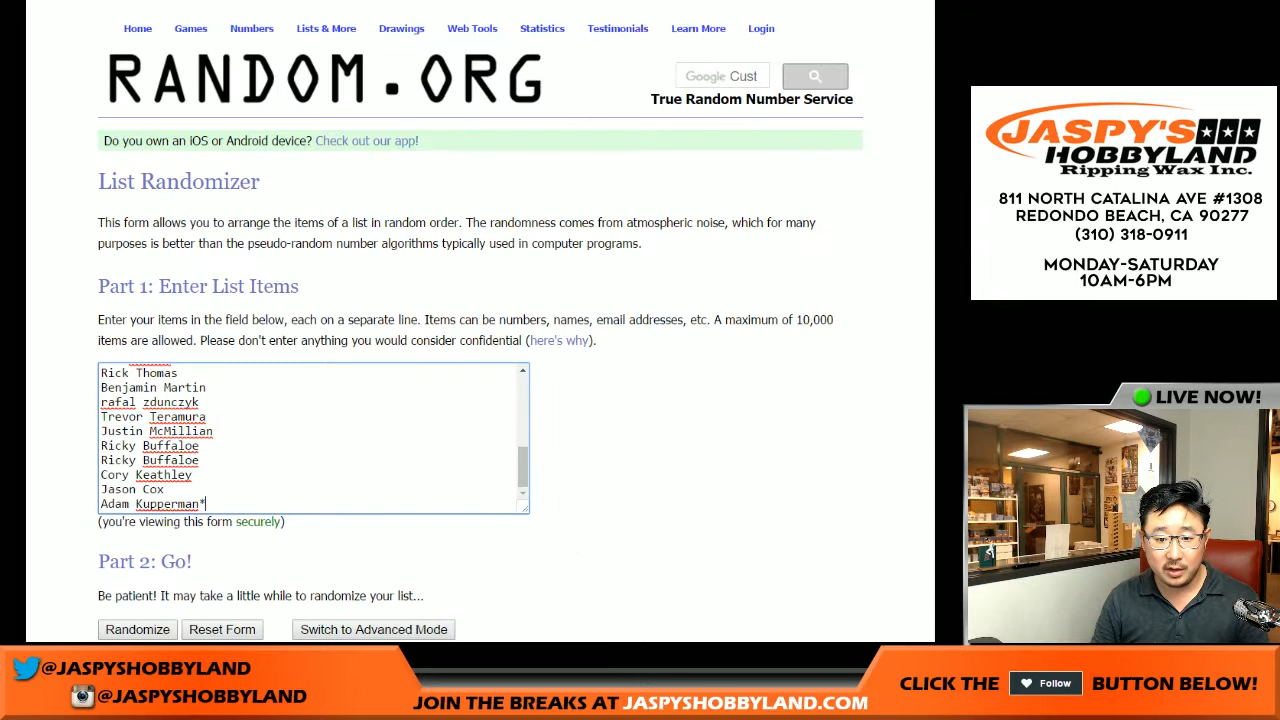 Home Games Numbers Lists & More Drawings Web Tools Statistics Testimonials Learn More Login
RANDOM.ORG
Google Cust
True Random Number Service
Do you own an iOS or Android device? Check out our app!
List Randomizer
This form allows you to arrange the items of a list in random order. The randomness comes from atmospheric noise, which for many
purposes is better than the pseudo-random number algorithms typically used in computer programs.
Part 1: Enter List Items
Enter your items in the field below, each on a separate line. Items can be numbers, names, email addresses, etc. A maximum of 10,000
items are allowed. Please don't enter anything you would consider confidential (here's why).
Rick Thomas
Benjamin Martin
rafal zdunczyk
Trevor Teramura
Justin McMillian
Ricky Buffaloe
Ricky Buffaloe
Cory Keathley
Jason Cox
Adam Kupperman*
(you're viewing this form securely)
Part 2: Go!
Be patient! It may take a little while to randomize your list...
Randomize Reset Form Switch to Advanced Mode
JASPY'S
HOBBYLAND
Ripping Wax Inc.
811 NORTH CATALINA AVE #1308
REDONDO BEACH, CA 90277
(310) 318-0911
MONDAY-SATURDAY
10AM-6PM
LIVE NOW!
@JASPYSHOBBYLAND
@JASPYSHOBBYLAND
JOIN THE BREAKS AT JASPYSHOBBYLAND.COM
CLICK THE Follow BUTTON BELOW!